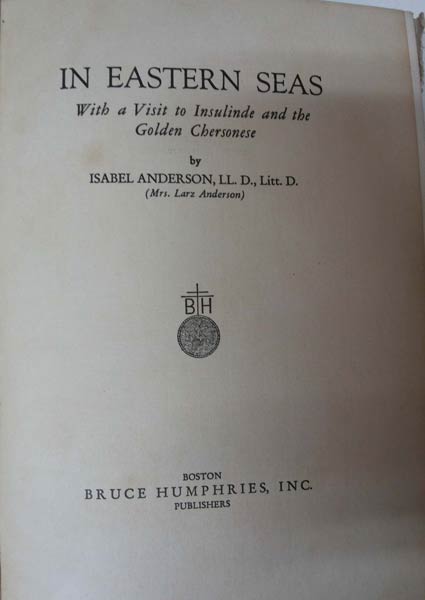 IN EASTERN SEAS
With a Visit to Insulinde and the
Golden Chersonese
by
ISABEL ANDERSON, LL. D., Litt. D.
(Mrs. Larz Anderson)
B H
BOSTON
BRUCE HUMPHRIES, INC.
PUBLISHERS